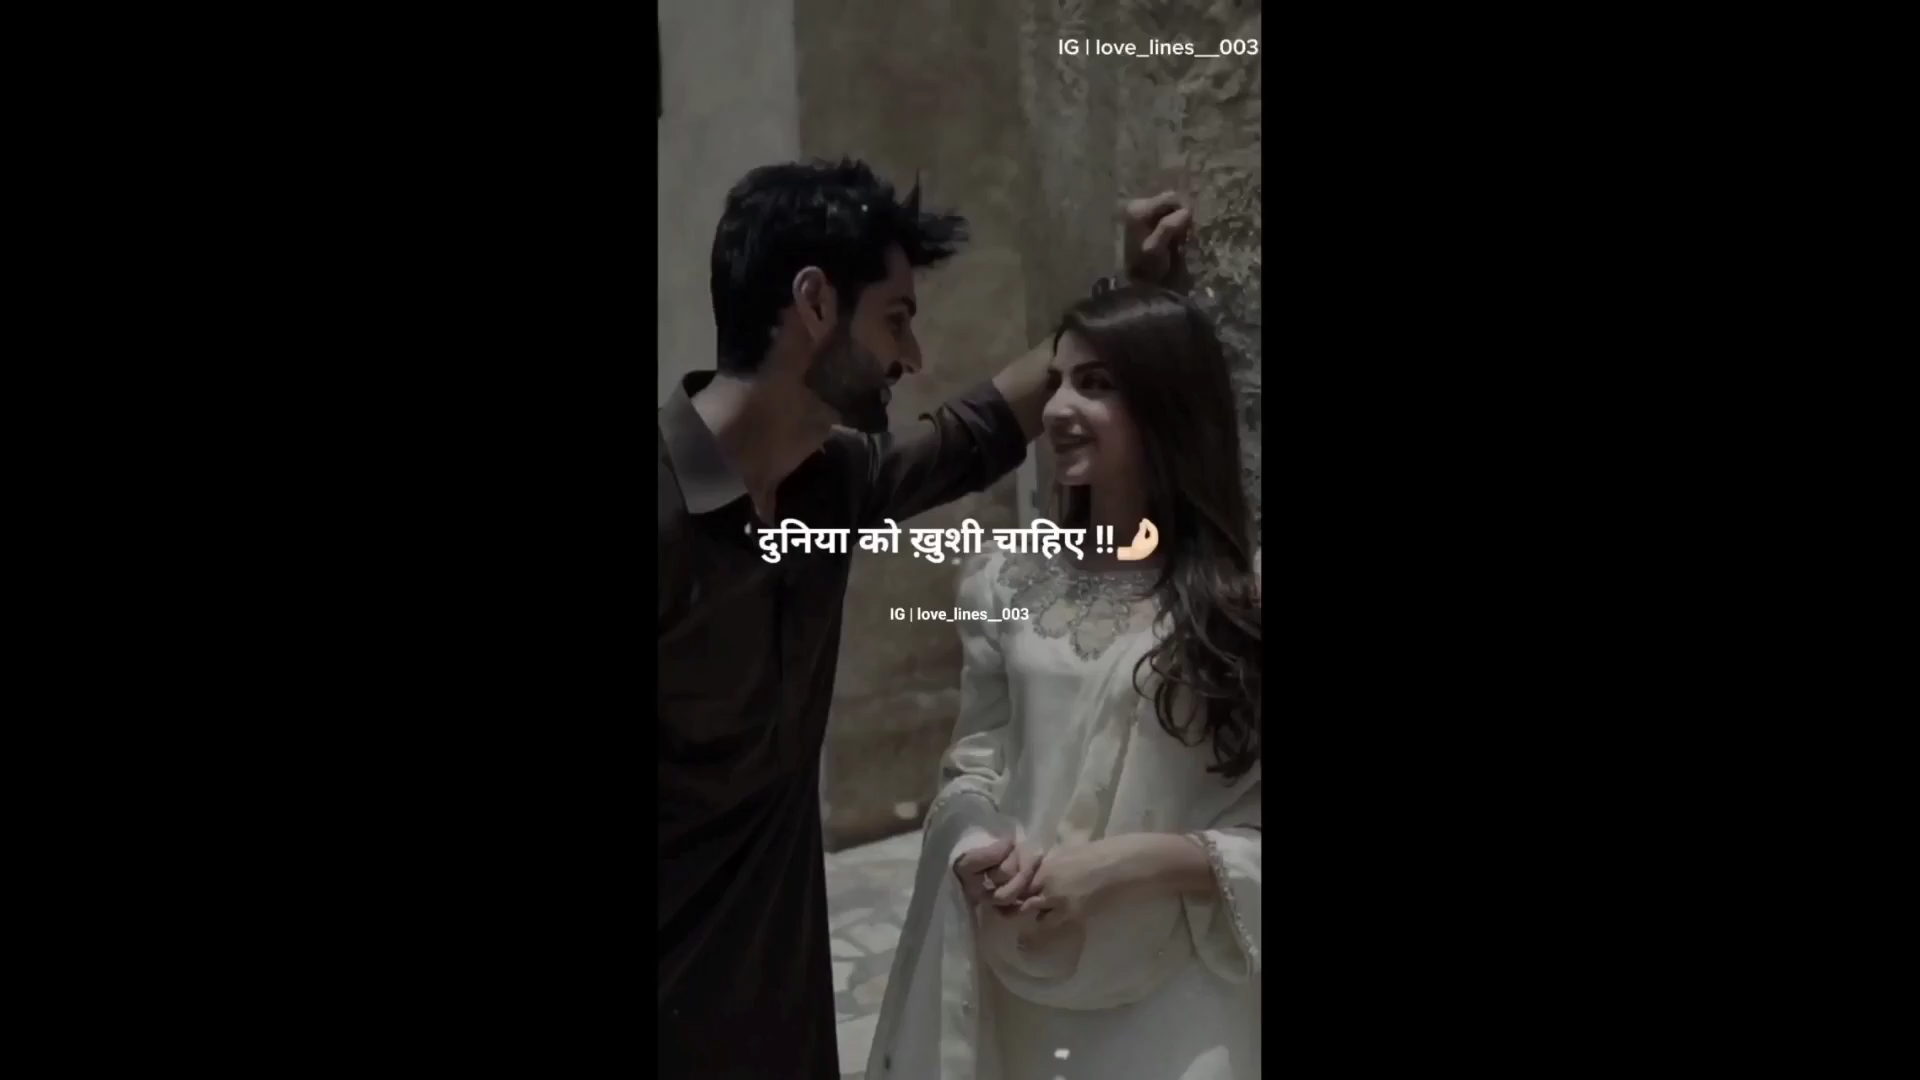 IG | love_lines__003
दुनिया को ख़ुशी चाहिए !!🫴🏻
IG | love_lines__003